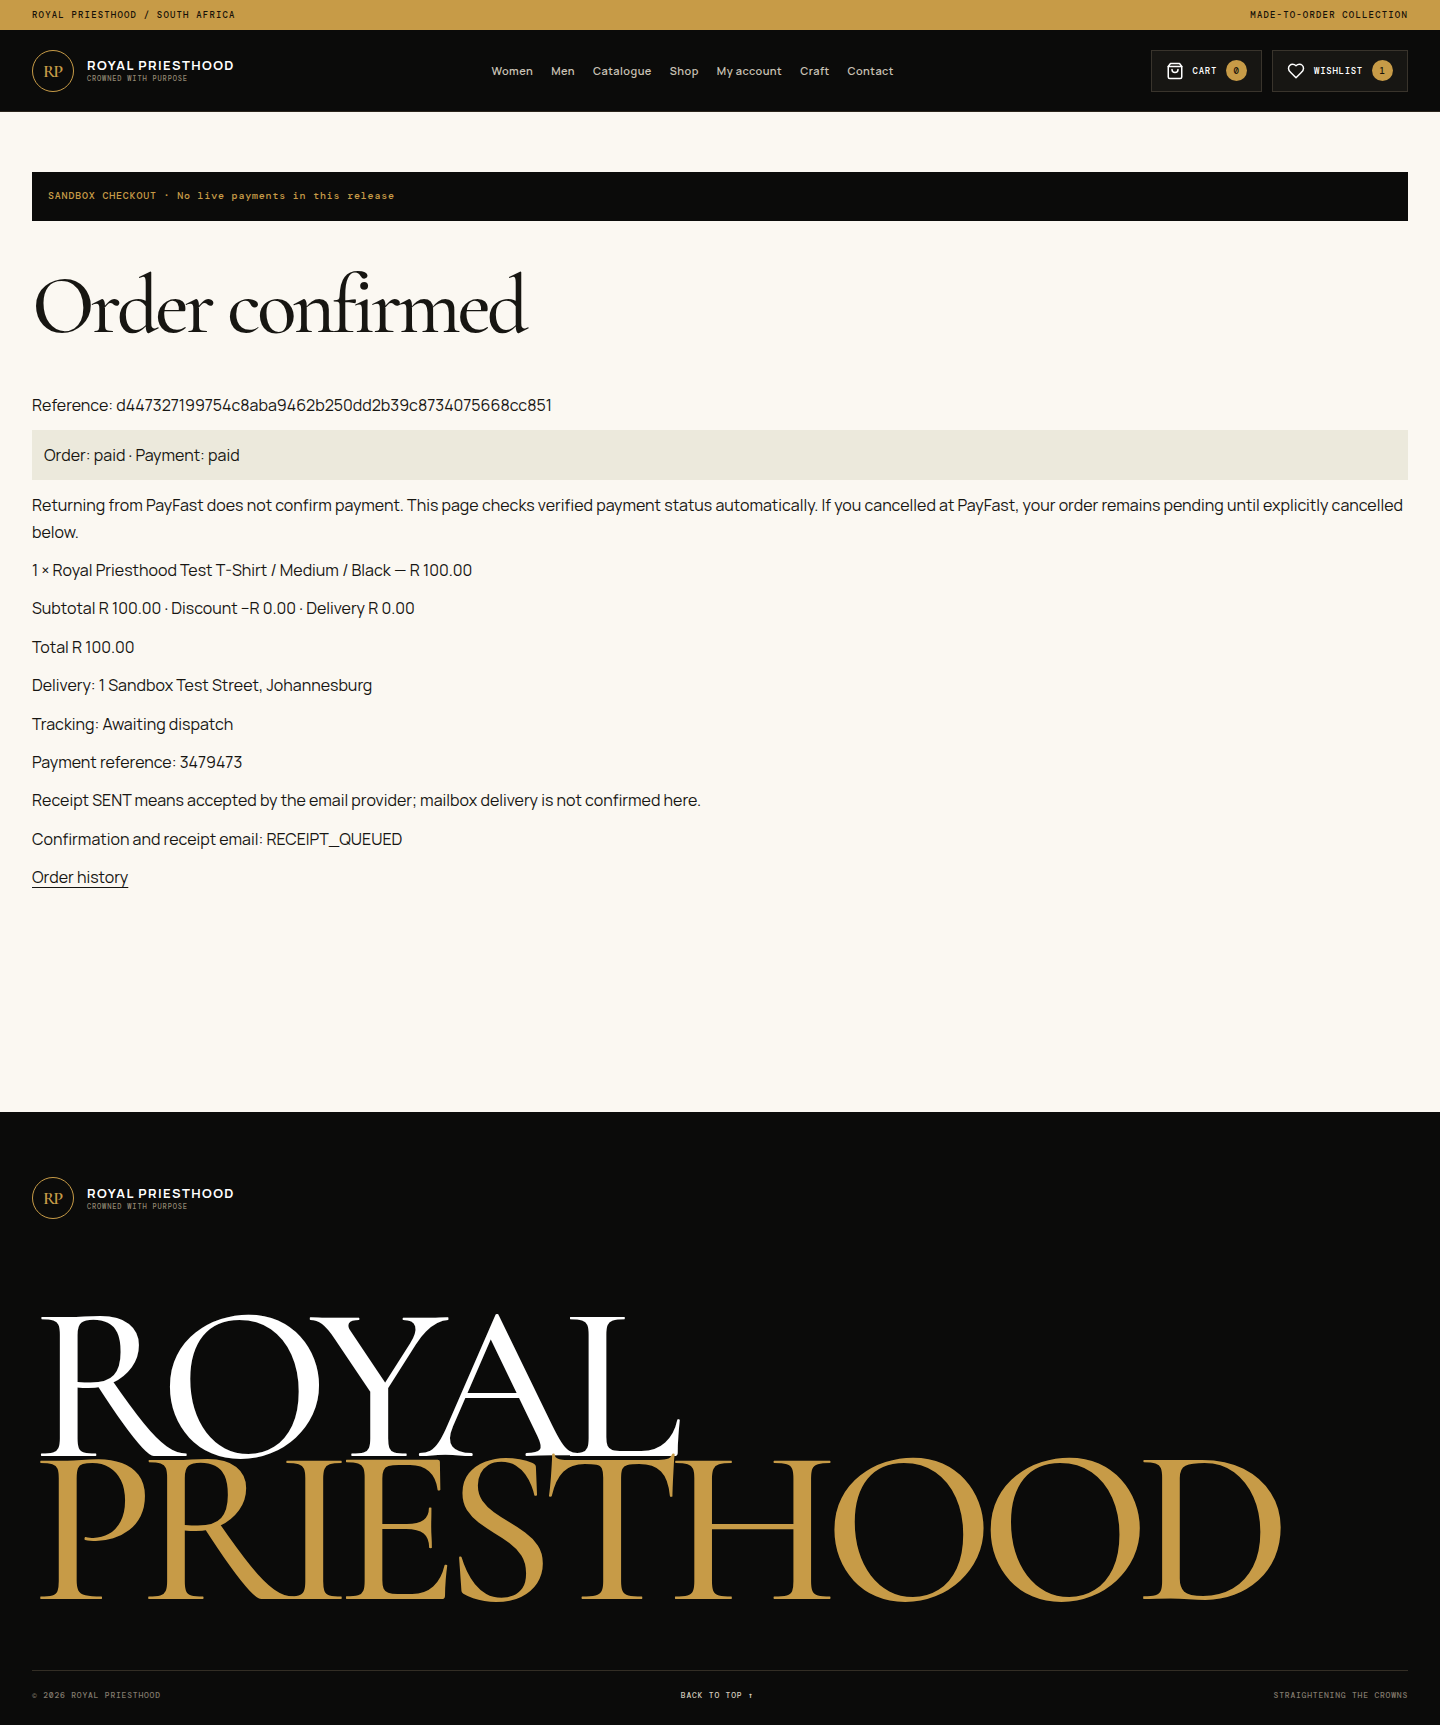 ROYAL PRIESTHOOD / SOUTH AFRICA
MADE-TO-ORDER COLLECTION
RP
ROYAL PRIESTHOOD
CROWNED WITH PURPOSE
Women Men Catalogue Shop My account Craft Contact
CART 0
WISHLIST 1
SANDBOX CHECKOUT · No live payments in this release
Order confirmed
Reference: d447327199754c8aba9462b250dd2b39c8734075668cc851
Order: paid · Payment: paid
Returning from PayFast does not confirm payment. This page checks verified payment status automatically. If you cancelled at PayFast, your order remains pending until explicitly cancelled
below.
1 × Royal Priesthood Test T-Shirt / Medium / Black — R 100.00
Subtotal R 100.00 · Discount −R 0.00 · Delivery R 0.00
Total R 100.00
Delivery: 1 Sandbox Test Street, Johannesburg
Tracking: Awaiting dispatch
Payment reference: 3479473
Receipt SENT means accepted by the email provider; mailbox delivery is not confirmed here.
Confirmation and receipt email: RECEIPT_QUEUED
Order history
RP
ROYAL PRIESTHOOD
CROWNED WITH PURPOSE
ROYAL
PRIESTHOOD
© 2026 ROYAL PRIESTHOOD
BACK TO TOP ↑
STRAIGHTENING THE CROWNS